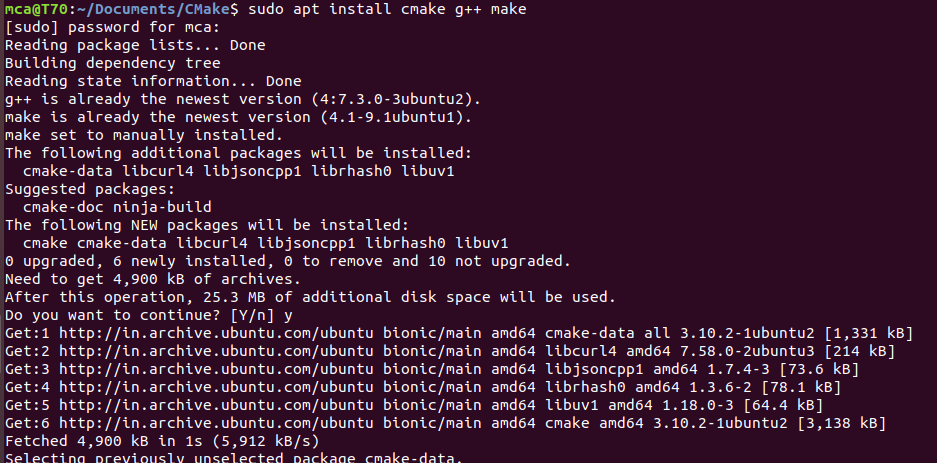 mca@T70:~/Documents/CMake$ sudo apt install cmake g++ make
[sudo] password for mca:
Reading package lists... Done
Building dependency tree
Reading state information... Done
g++ is already the newest version (4:7.3.0-3ubuntu2).
make is already the newest version (4.1-9.1ubuntu1).
make set to manually installed.
The following additional packages will be installed:
  cmake-data libcurl4 libjsoncpp1 librhash0 libuv1
Suggested packages:
  cmake-doc ninja-build
The following NEW packages will be installed:
  cmake cmake-data libcurl4 libjsoncpp1 librhash0 libuv1
0 upgraded, 6 newly installed, 0 to remove and 10 not upgraded.
Need to get 4,900 kB of archives.
After this operation, 25.3 MB of additional disk space will be used.
Do you want to continue? [Y/n] y
Get:1 http://in.archive.ubuntu.com/ubuntu bionic/main amd64 cmake-data all 3.10.2-1ubuntu2 [1,331 kB]
Get:2 http://in.archive.ubuntu.com/ubuntu bionic/main amd64 libcurl4 amd64 7.58.0-2ubuntu3 [214 kB]
Get:3 http://in.archive.ubuntu.com/ubuntu bionic/main amd64 libjsoncpp1 amd64 1.7.4-3 [73.6 kB]
Get:4 http://in.archive.ubuntu.com/ubuntu bionic/main amd64 librhash0 amd64 1.3.6-2 [78.1 kB]
Get:5 http://in.archive.ubuntu.com/ubuntu bionic/main amd64 libuv1 amd64 1.18.0-3 [64.4 kB]
Get:6 http://in.archive.ubuntu.com/ubuntu bionic/main amd64 cmake amd64 3.10.2-1ubuntu2 [3,138 kB]
Fetched 4,900 kB in 1s (5,912 kB/s)
Selecting previously unselected package cmake-data.